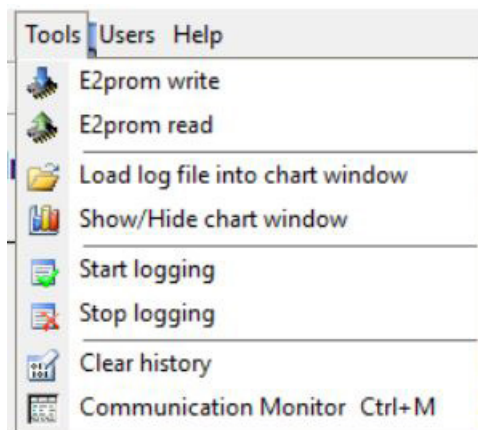 Tools Users Help
E2prom write
E2prom read
Load log file into chart window
Show/Hide chart window
Start logging
Stop logging
Clear history
Communication Monitor Ctrl+M